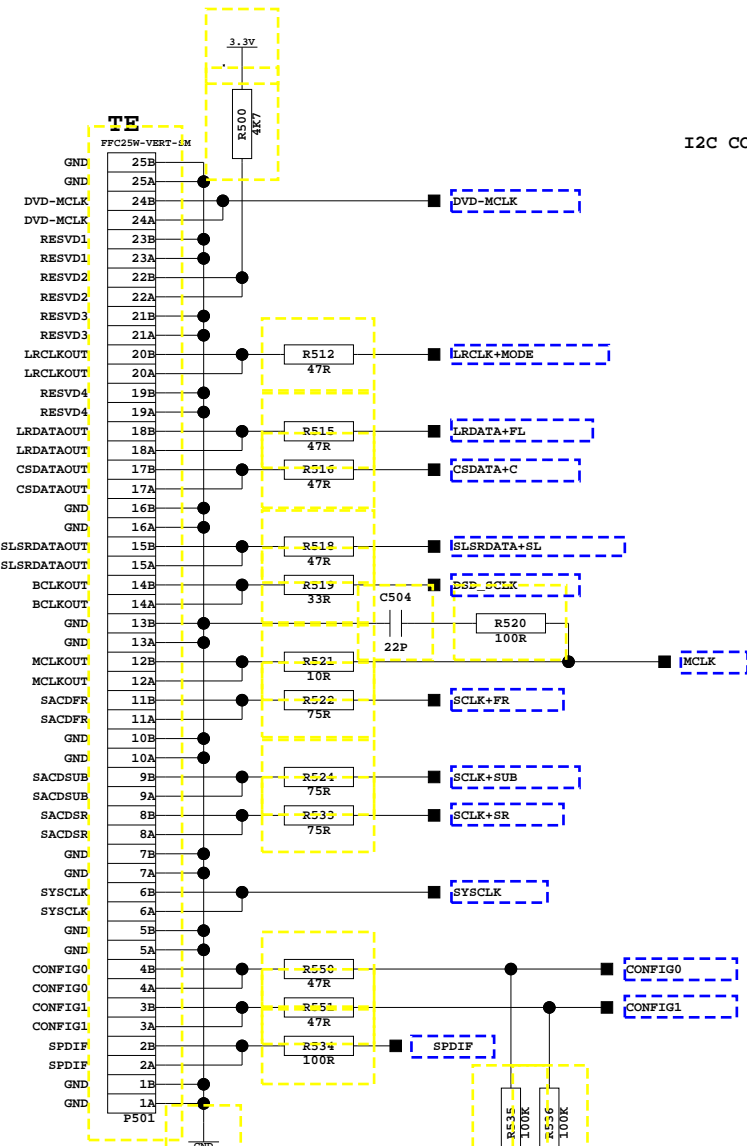 3.3V
R500
4K7
TE
FFC25W-VERT-SM
I2C CO
GND 25B
GND 25A
DVD-MCLK 24B DVD-MCLK
DVD-MCLK 24A
RESVD1 23B
RESVD1 23A
RESVD2 22B
RESVD2 22A
RESVD3 21B
RESVD3 21A
LRCLKOUT 20B R512 LRCLK+MODE
47R
LRCLKOUT 20A
RESVD4 19B
RESVD4 19A
LRDATAOUT 18B R515 LRDATA+FL
47R
LRDATAOUT 18A
CSDATAOUT 17B R516 CSDATA+C
47R
CSDATAOUT 17A
GND 16B
GND 16A
SLSRDATAOUT 15B R518 SLSRDATA+SL
47R
SLSRDATAOUT 15A
BCLKOUT 14B R519 DSD_SCLK
33R
BCLKOUT 14A
C504
GND 13B R520
22P 100R
GND 13A
MCLKOUT 12B R521 MCLK
10R
MCLKOUT 12A
SACDFR 11B R522 SCLK+FR
75R
SACDFR 11A
GND 10B
GND 10A
SACDSUB 9B R524 SCLK+SUB
75R
SACDSUB 9A
SACDSR 8B R533 SCLK+SR
75R
SACDSR 8A
GND 7B
GND 7A
SYSCLK 6B SYSCLK
SYSCLK 6A
GND 5B
GND 5A
CONFIG0 4B R550 CONFIG0
47R
CONFIG0 4A
CONFIG1 3B R551 CONFIG1
47R
CONFIG1 3A
SPDIF 2B R534 SPDIF
100R
SPDIF 2A
GND 1B
GND 1A
P501
R535
100K
R536
100K
GND